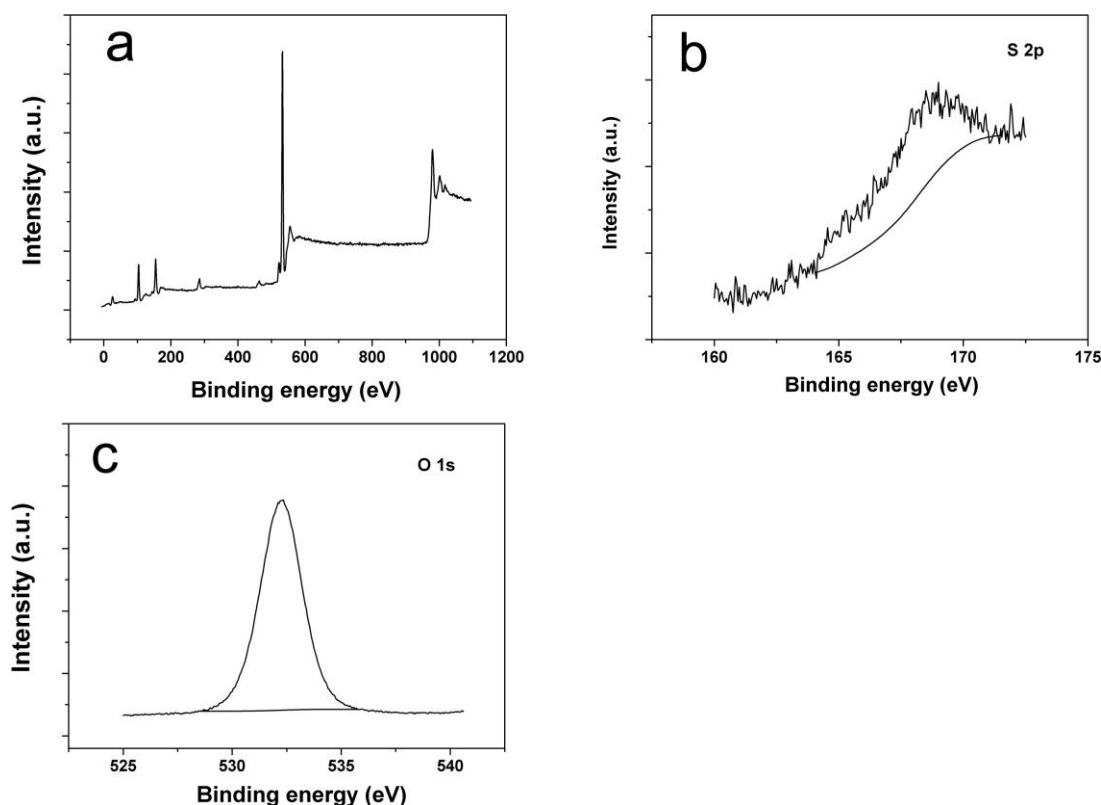 a
Intensity (a.u.)
0 200 400 600 800 1000 1200
Binding energy (eV)
b
S 2p
Intensity (a.u.)
160 165 170 175
Binding energy (eV)
c
O 1s
Intensity (a.u.)
525 530 535 540
Binding energy (eV)